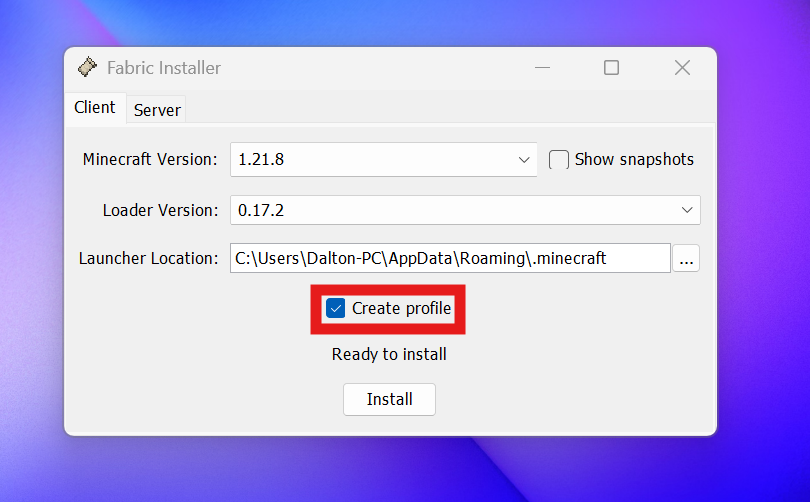 Fabric Installer
Client Server
Minecraft Version: 1.21.8 Show snapshots
Loader Version: 0.17.2
Launcher Location: C:\Users\Dalton-PC\AppData\Roaming\.minecraft ...
Create profile
Ready to install
Install